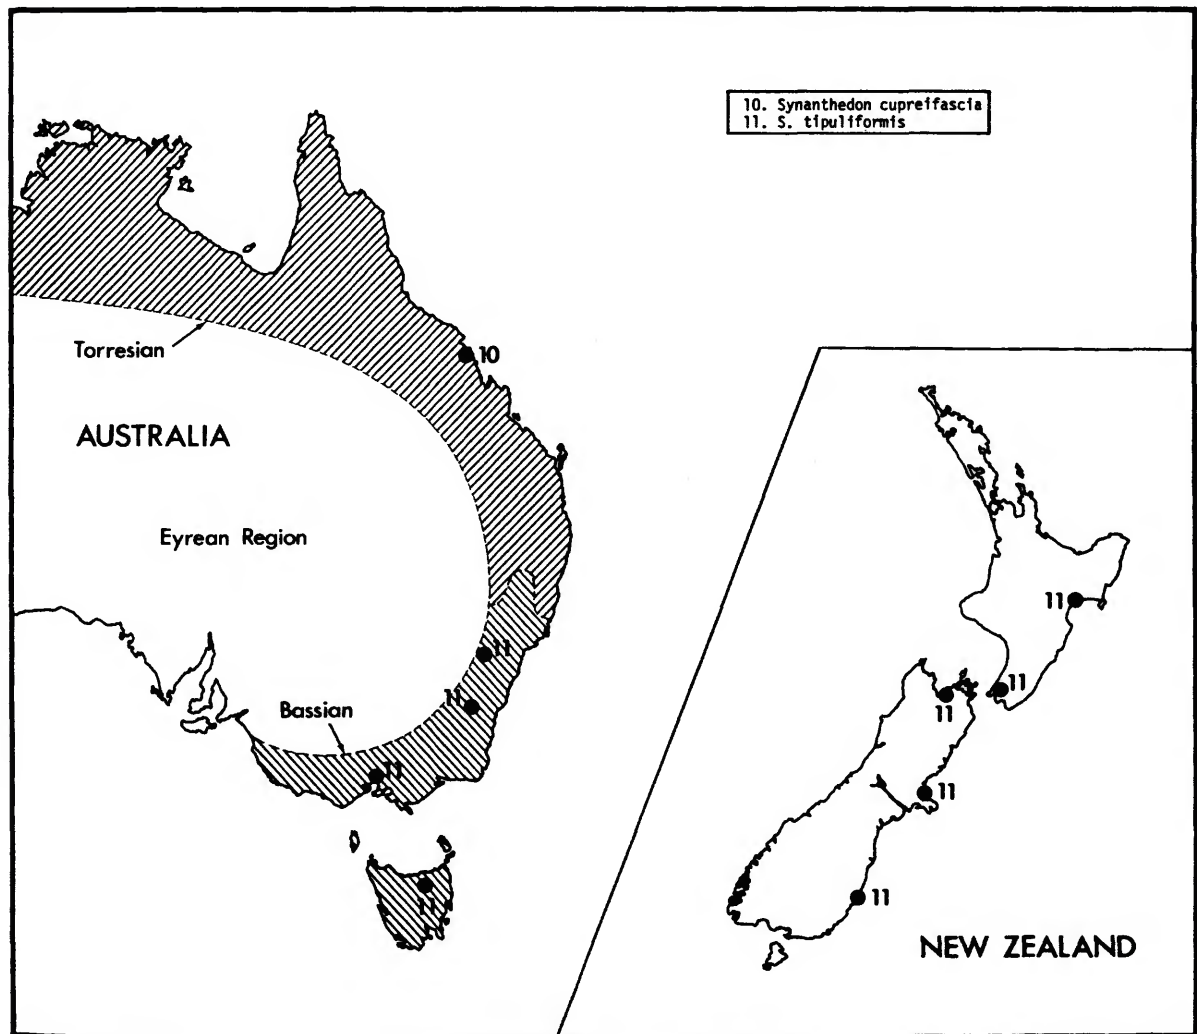 10. Synanthedon cupreifascia
11. S. tipuliformis
10
Torresian
AUSTRALIA
Eyrean Region
11
11
Bassian
11
11
11
11
11
11
11
NEW ZEALAND